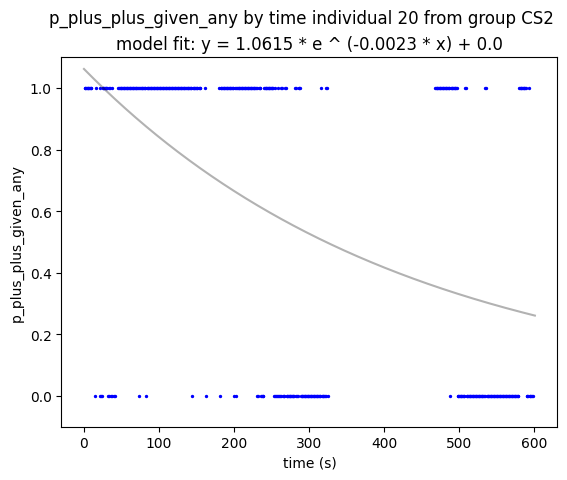 p_plus_plus_given_any by time individual 20 from group CS2
model fit: y = 1.0615 * e ^ (-0.0023 * x) + 0.0
1.0
0.8
0.6
0.4
0.2
0.0
p_plus_plus_given_any
0 100 200 300 400 500 600
time (s)